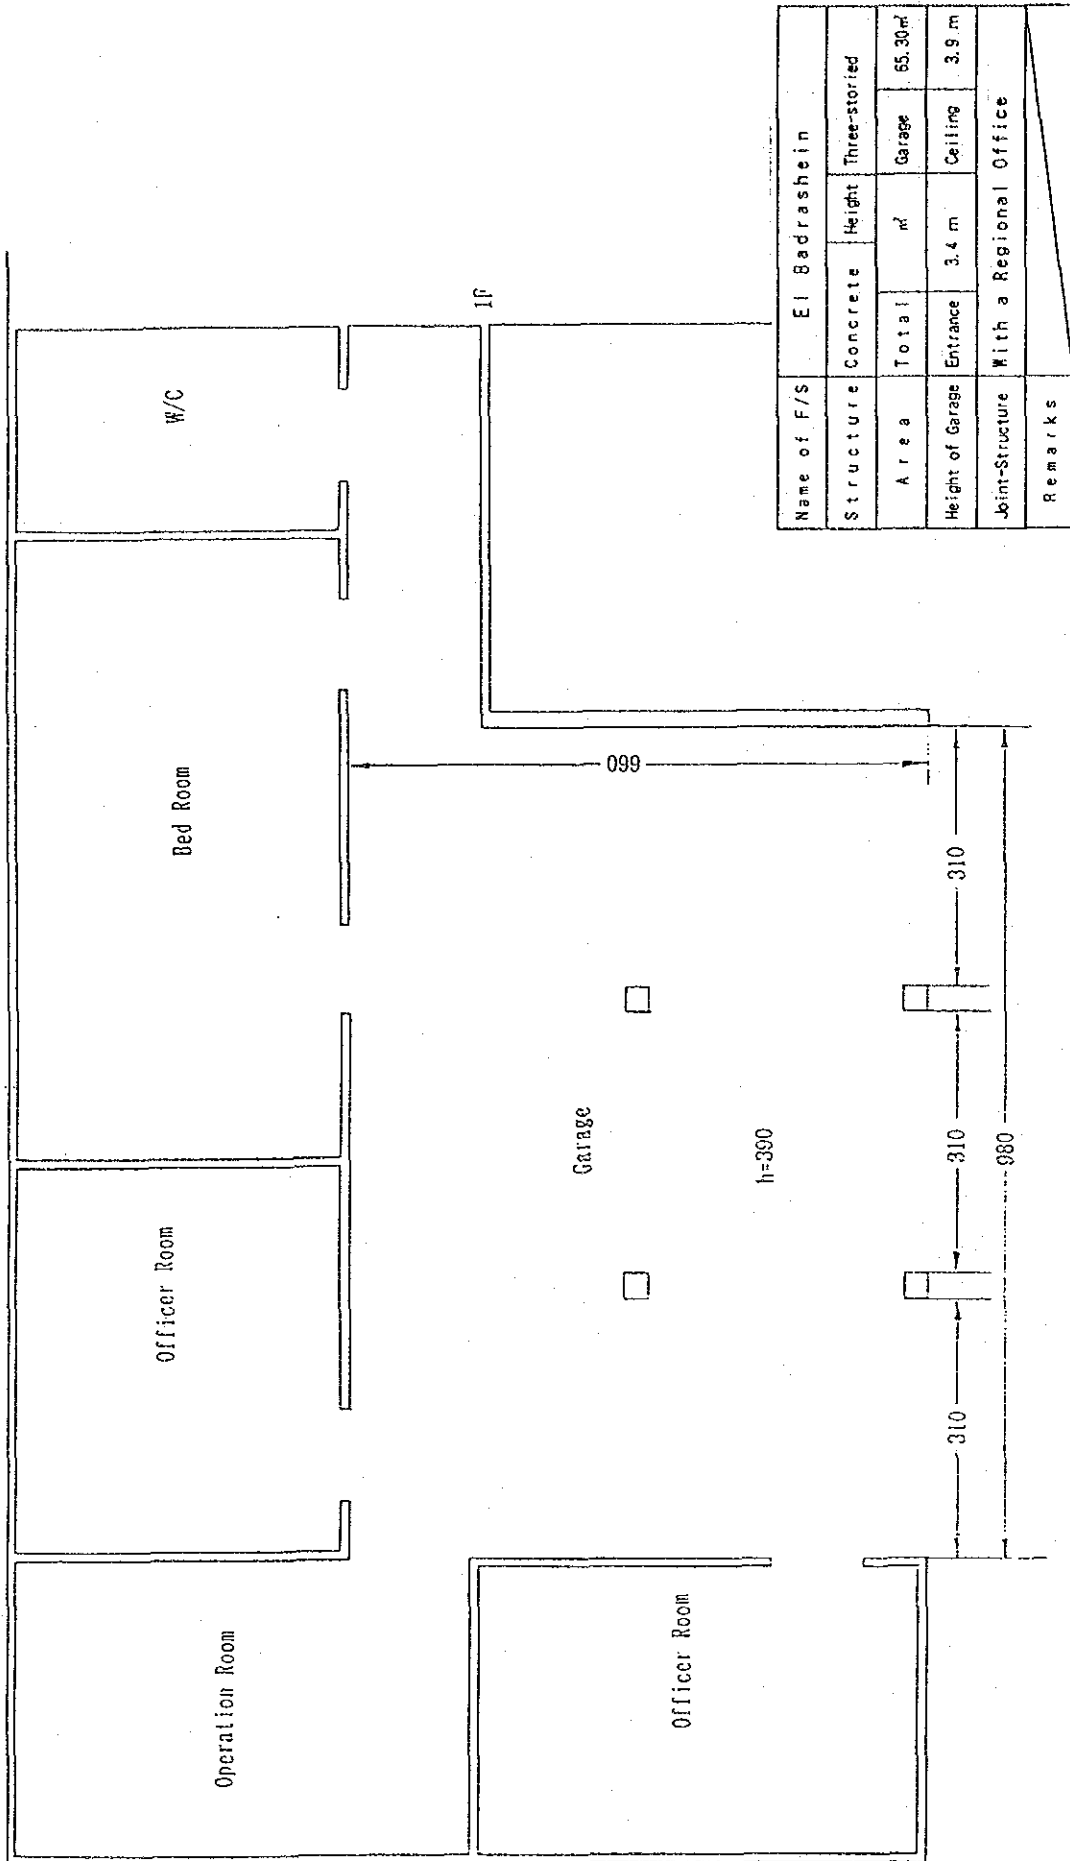 W/C
Bed Room
Officer Room
Operation Room
1F
Garage
660
Officer Room
h=390
310
310
310
980
Name of F/S El Badrashein
Structure Concrete Height Three-storied
Area Total ㎡ Garage 65.30㎡
Height of Garage Entrance 3.4 m Ceiling 3.9 m
Joint-Structure With a Regional Office
Remarks